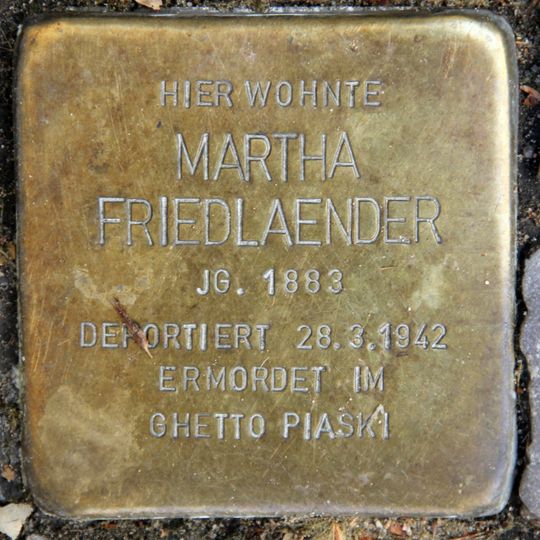 HIER WOHNTE
MARTHA
FRIEDLAENDER
JG. 1883
DEPORTIERT 28.3.1942
ERMORDET IM
GHETTO PIASKI